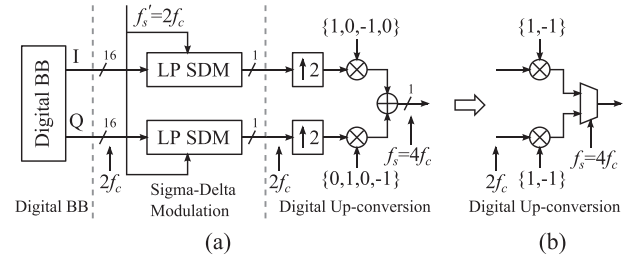 f_s'=2f_c
{1,0,-1,0}
{1,-1}
I
16
LP SDM
1
↑2
1
Digital BB
Q
16
LP SDM
1
↑2
f_s=4f_c
f_s=4f_c
2f_c
2f_c
{0,1,0,-1}
2f_c
{1,-1}
Digital BB
Sigma-Delta
Modulation
Digital Up-conversion
Digital Up-conversion
(a)
(b)